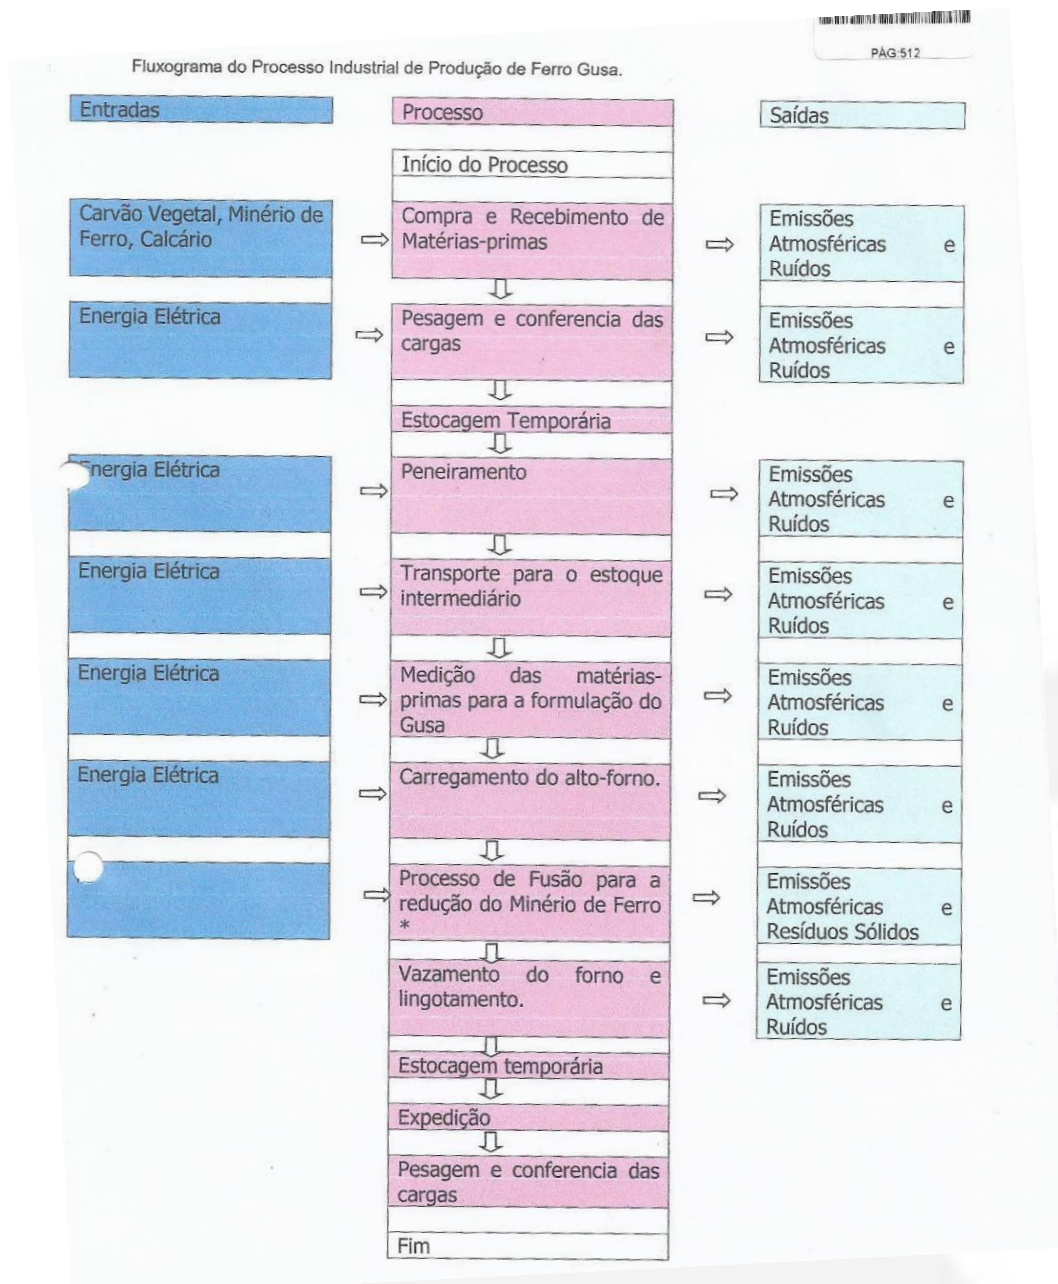 PÁG:512
Fluxograma do Processo Industrial de Produção de Ferro Gusa.
Entradas
Processo
Saídas
Início do Processo
Carvão Vegetal, Minério de
Ferro, Calcário
Compra e Recebimento de
Matérias-primas
Emissões
Atmosféricas e
Ruídos
Energia Elétrica
Pesagem e conferencia das
cargas
Emissões
Atmosféricas e
Ruídos
Estocagem Temporária
Energia Elétrica
Peneiramento
Emissões
Atmosféricas e
Ruídos
Energia Elétrica
Transporte para o estoque
intermediário
Emissões
Atmosféricas e
Ruídos
Energia Elétrica
Medição das matérias-
primas para a formulação do
Gusa
Emissões
Atmosféricas e
Ruídos
Energia Elétrica
Carregamento do alto-forno.
Emissões
Atmosféricas e
Ruídos
Processo de Fusão para a
redução do Minério de Ferro
*
Emissões
Atmosféricas e
Resíduos Sólidos
Vazamento do forno e
lingotamento.
Emissões
Atmosféricas e
Ruídos
Estocagem temporária
Expedição
Pesagem e conferencia das
cargas
Fim